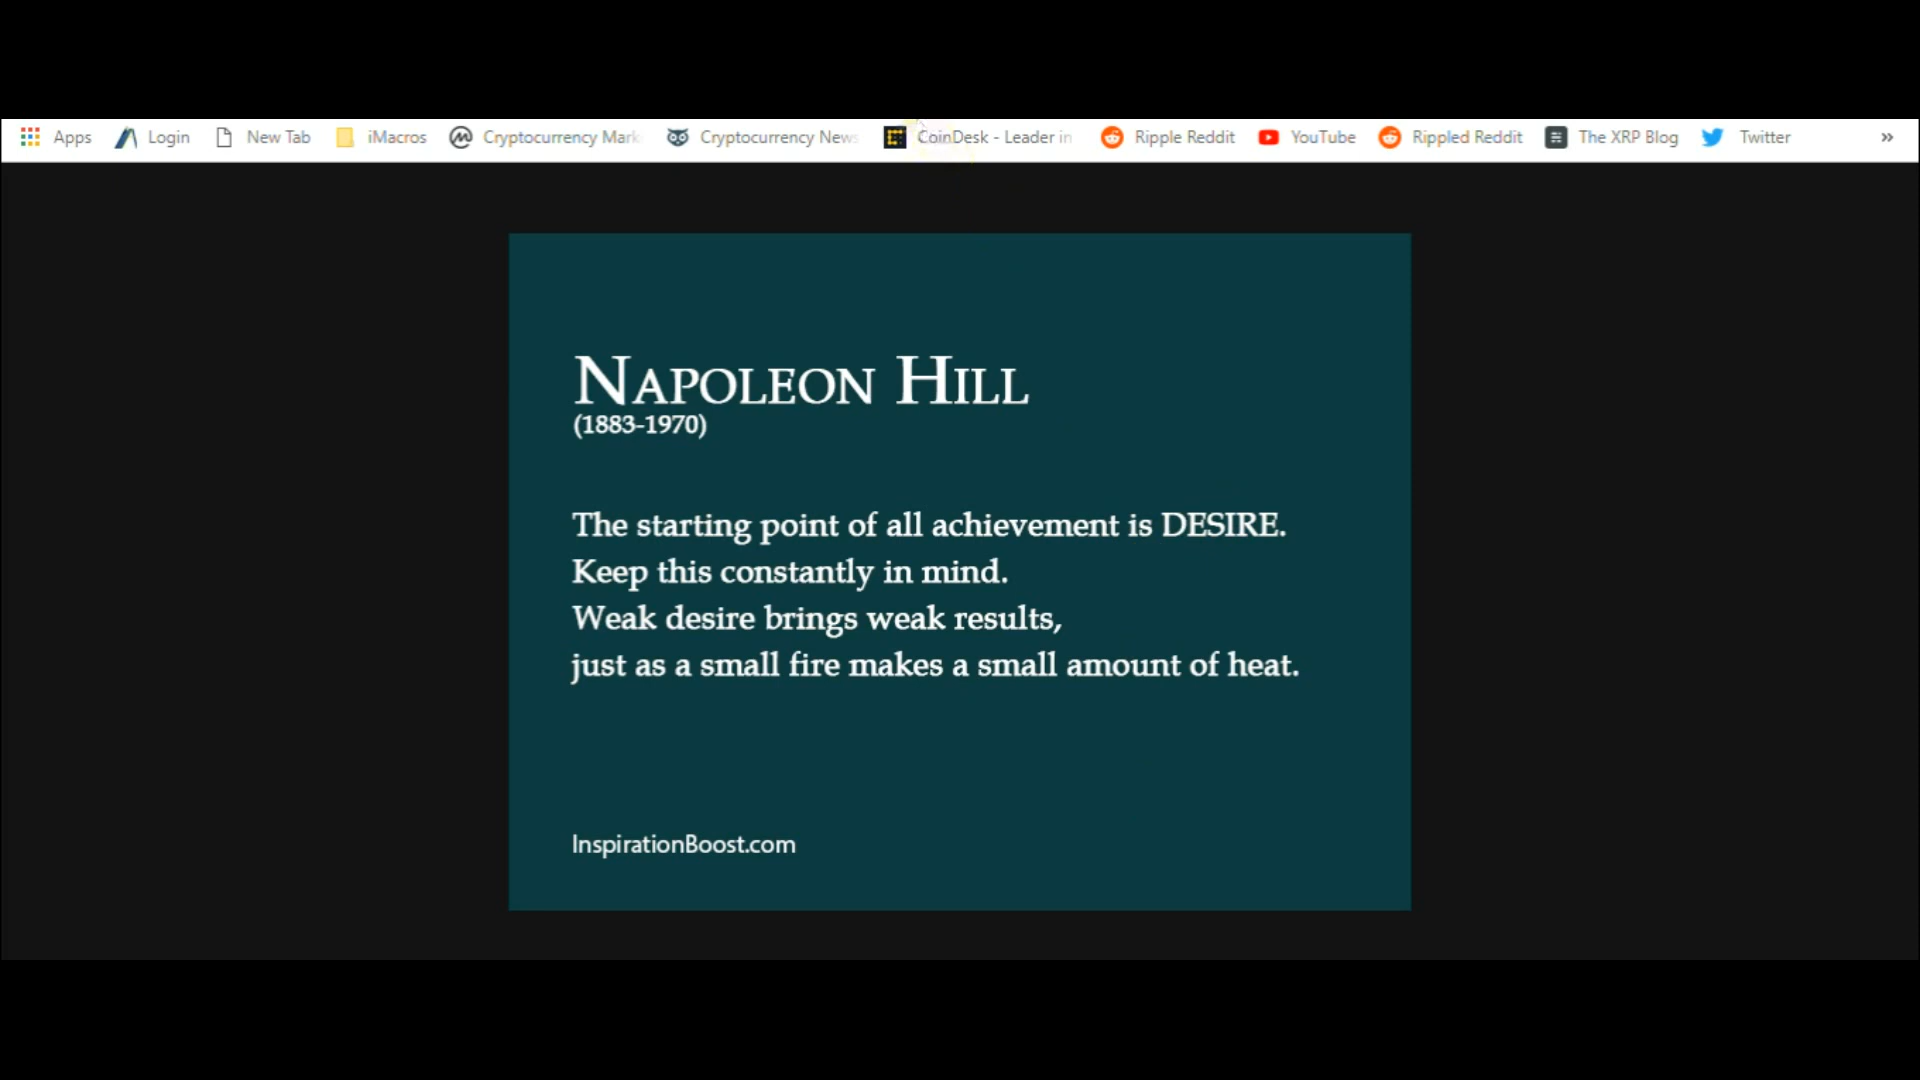 Apps Login New Tab iMacros Cryptocurrency Mark Cryptocurrency News CoinDesk - Leader in Ripple Reddit YouTube Rippled Reddit The XRP Blog Twitter »
NAPOLEON HILL
(1883-1970)
The starting point of all achievement is DESIRE.
Keep this constantly in mind.
Weak desire brings weak results,
just as a small fire makes a small amount of heat.
InspirationBoost.com